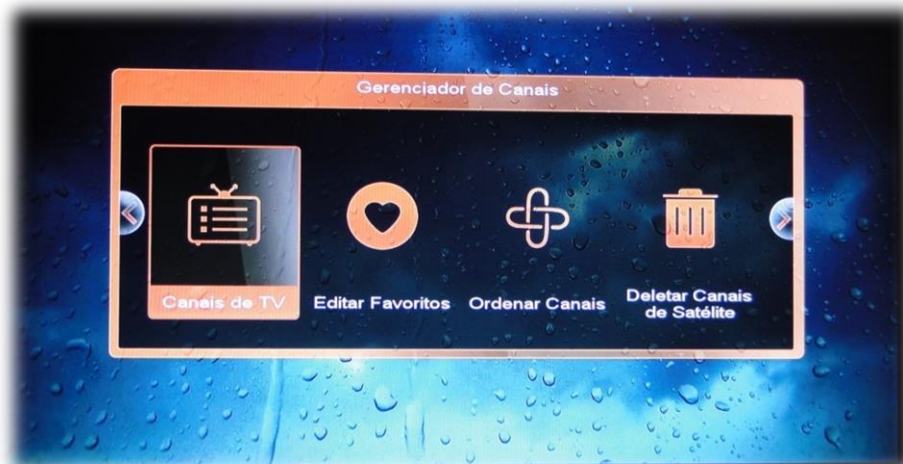 Gerenciador de Canais
Canais de TV
Editar Favoritos
Ordenar Canais
Deletar Canais
de Satélite